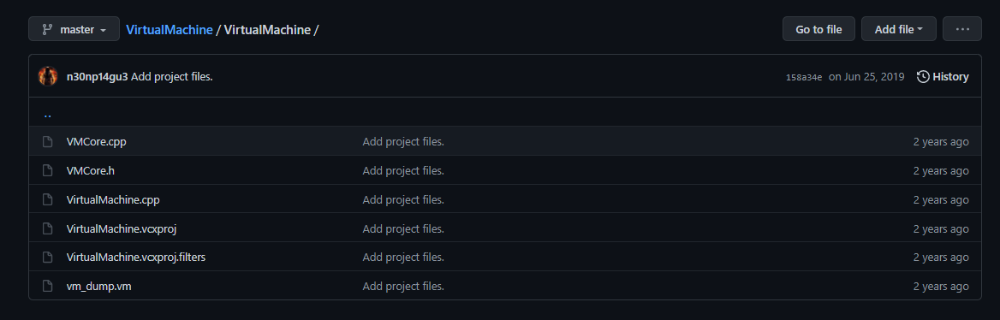 master VirtualMachine / VirtualMachine / Go to file Add file ...
n30np14gu3 Add project files. 158a34e on Jun 25, 2019 History
..
VMCore.cpp Add project files. 2 years ago
VMCore.h Add project files. 2 years ago
VirtualMachine.cpp Add project files. 2 years ago
VirtualMachine.vcxproj Add project files. 2 years ago
VirtualMachine.vcxproj.filters Add project files. 2 years ago
vm_dump.vm Add project files. 2 years ago